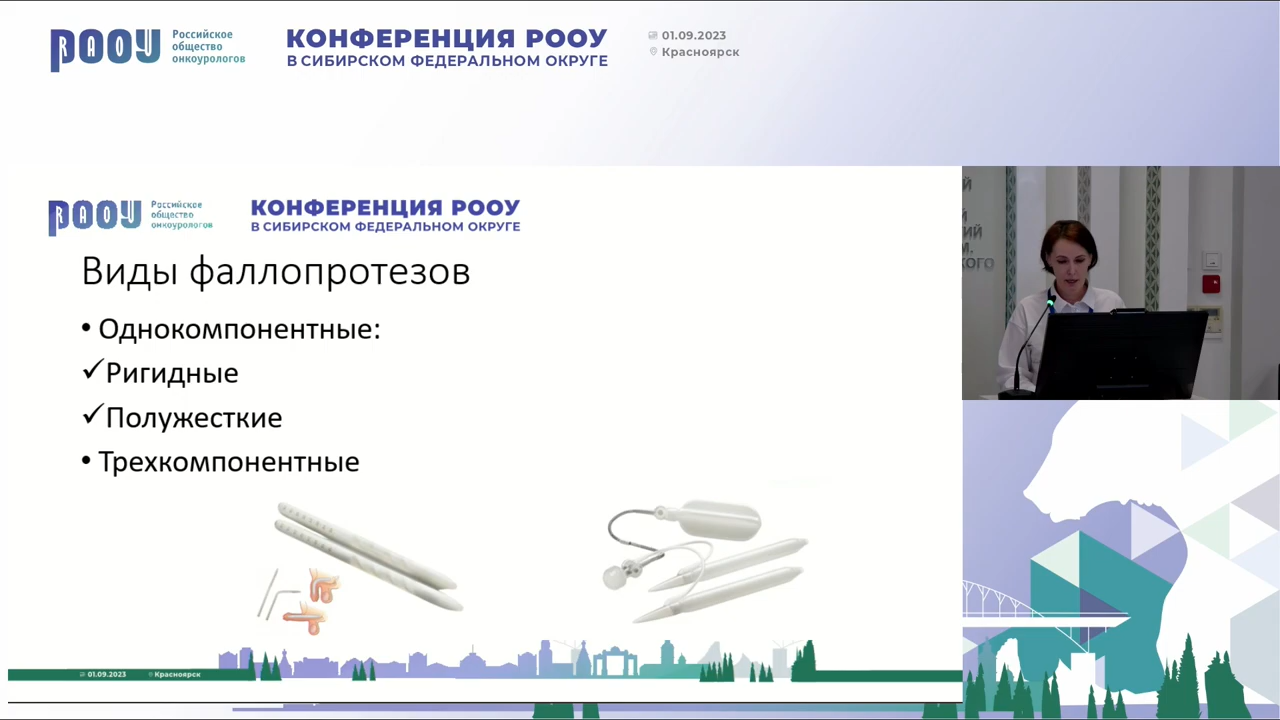 РООУ
Российское
общество
онкоурологов
КОНФЕРЕНЦИЯ РООУ
В СИБИРСКОМ ФЕДЕРАЛЬНОМ ОКРУГЕ
01.09.2023
Красноярск
РООУ
Российское
общество
онкоурологов
КОНФЕРЕНЦИЯ РООУ
В СИБИРСКОМ ФЕДЕРАЛЬНОМ ОКРУГЕ
Виды фаллопротезов
• Однокомпонентные:
✓Ригидные
✓Полужесткие
• Трехкомпонентные
01.09.2023
Красноярск